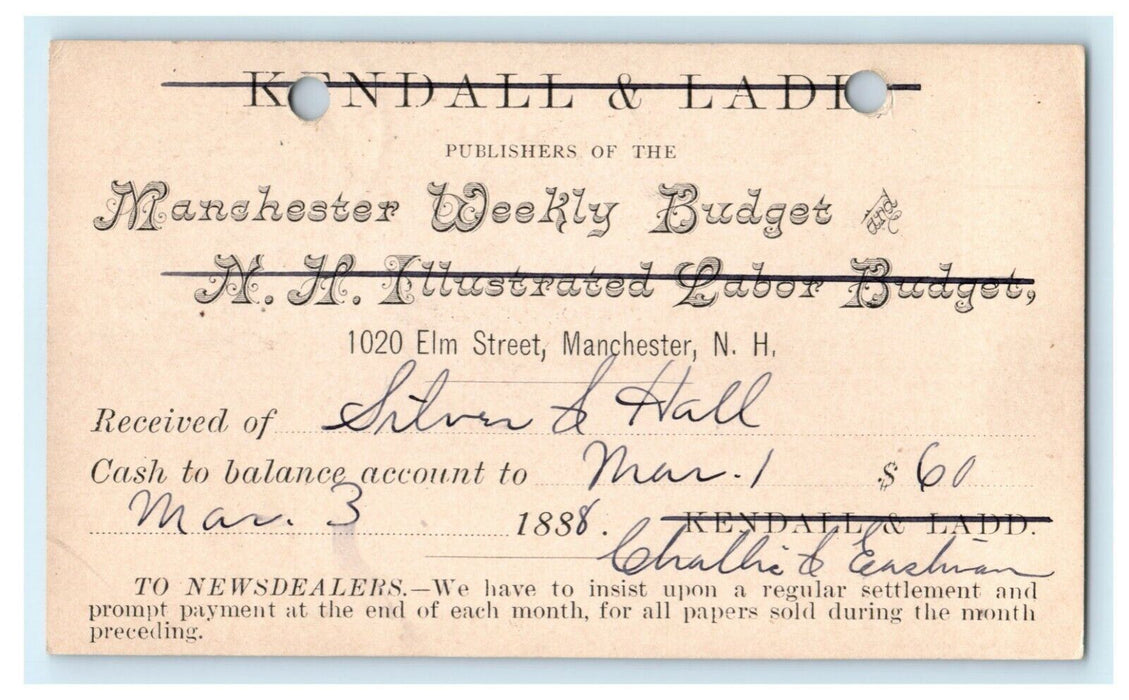 KENDALL & LADD
PUBLISHERS OF THE
Manchester Weekly Budget and
N. H. Illustrated Labor Budget,
1020 Elm Street, Manchester, N. H.
Received of Silver & Hall
Cash to balance account to Mar. 1 $ 60
Mar. 3 1888. KENDALL & LADD.
Challis & Eastman
TO NEWSDEALERS.—We have to insist upon a regular settlement and
prompt payment at the end of each month, for all papers sold during the month
preceding.